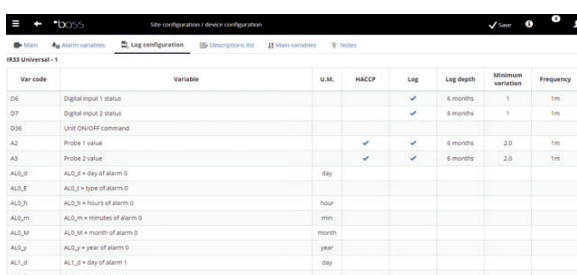 boss Site configuration / device configuration Save 0
Main Alarm variables Log configuration Descriptions list Main variables Notes
IR33 Universal - 1
Var code Variable U.M. HACCP Log Log depth Minimum variation Frequency
D6 Digital input 1 status 6 months 1 1m
D7 Digital input 2 status 6 months 1 1m
D36 Unit ON/OFF command
A2 Probe 1 value 6 months 2.0 1m
A3 Probe 2 value 6 months 2.0 1m
AL0_d AL0_d = day of alarm 0 day
AL0_E AL0_t = type of alarm 0
AL0_h AL0_h = hours of alarm 0 hour
AL0_m AL0_m = minutes of alarm 0 min
AL0_M AL0_M = month of alarm 0 month
AL0_y AL0_y = year of alarm 0 year
AL1_d AL1_d = day of alarm 1 day